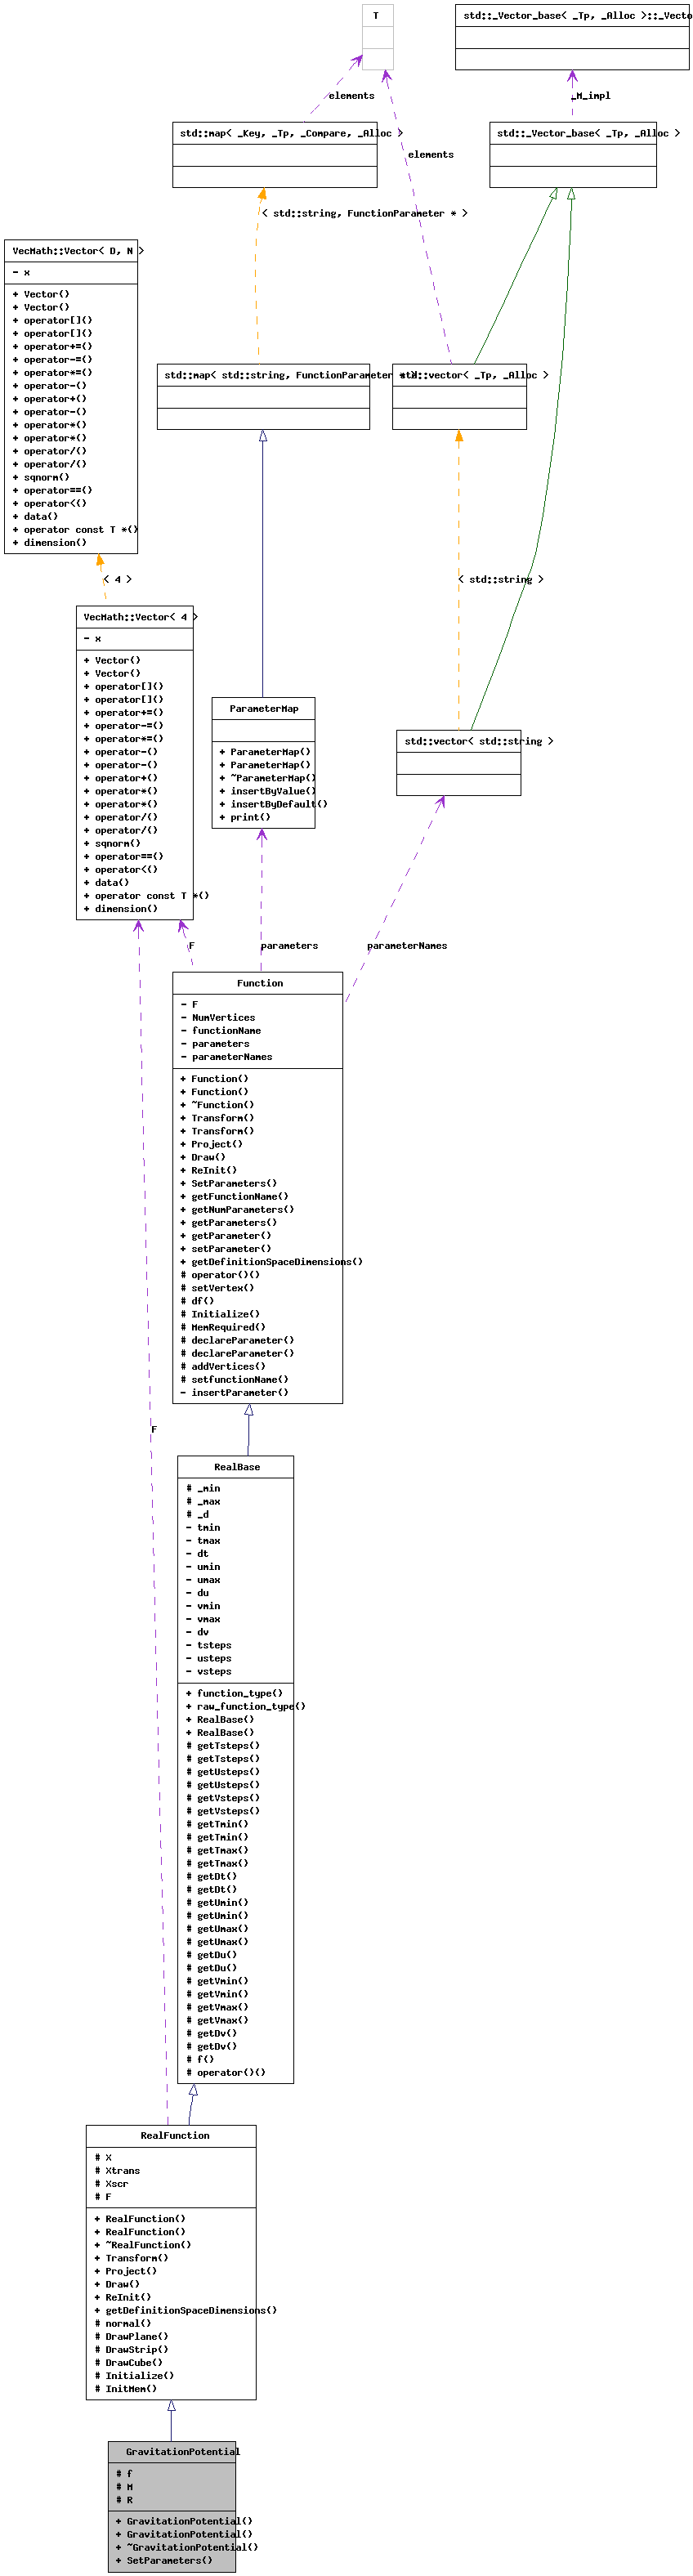 T
std::_Vector_base< _Tp, _Alloc >::_Vecto
elements
_M_impl
std::map< _Key, _Tp, _Compare, _Alloc >
std::_Vector_base< _Tp, _Alloc >
elements
< std::string, FunctionParameter * >
VecMath::Vector< D, N >
- x
+ Vector()
+ Vector()
+ operator[]()
+ operator[]()
+ operator+=()
+ operator-=()
+ operator*=()
+ operator-()
+ operator+()
+ operator-()
+ operator*()
+ operator*()
+ operator/()
+ operator/()
+ sqnorm()
+ operator==()
+ operator<()
+ data()
+ operator const T *()
+ dimension()
std::map< std::string, FunctionParameter * >
std::vector< _Tp, _Alloc >
< 4 >
< std::string >
VecMath::Vector< 4 >
- x
+ Vector()
+ Vector()
+ operator[]()
+ operator[]()
+ operator+=()
+ operator-=()
+ operator*=()
+ operator-()
+ operator-()
+ operator+()
+ operator*()
+ operator*()
+ operator/()
+ operator/()
+ sqnorm()
+ operator==()
+ operator<()
+ data()
+ operator const T *()
+ dimension()
ParameterMap
+ ParameterMap()
+ ParameterMap()
+ ~ParameterMap()
+ insertByValue()
+ insertByDefault()
+ print()
std::vector< std::string >
F
parameters
parameterNames
Function
- F
- NumVertices
- functionName
- parameters
- parameterNames
+ Function()
+ Function()
+ ~Function()
+ Transform()
+ Transform()
+ Project()
+ Draw()
+ ReInit()
+ SetParameters()
+ getFunctionName()
+ getNumParameters()
+ getParameters()
+ getParameter()
+ setParameter()
+ getDefinitionSpaceDimensions()
# operator()()
# setVertex()
# df()
# Initialize()
# MemRequired()
# declareParameter()
# declareParameter()
# addVertices()
# setfunctionName()
- insertParameter()
F
RealBase
# _min
# _max
# _d
- tmin
- tmax
- dt
- umin
- umax
- du
- vmin
- vmax
- dv
- tsteps
- usteps
- vsteps
+ function_type()
+ raw_function_type()
+ RealBase()
+ RealBase()
# getTsteps()
# getTsteps()
# getUsteps()
# getUsteps()
# getVsteps()
# getVsteps()
# getTmin()
# getTmin()
# getTmax()
# getTmax()
# getDt()
# getDt()
# getUmin()
# getUmin()
# getUmax()
# getUmax()
# getDu()
# getDu()
# getVmin()
# getVmin()
# getVmax()
# getVmax()
# getDv()
# getDv()
# f()
# operator()()
RealFunction
# X
# Xtrans
# Xscr
# F
+ RealFunction()
+ RealFunction()
+ ~RealFunction()
+ Transform()
+ Project()
+ Draw()
+ ReInit()
+ getDefinitionSpaceDimensions()
# normal()
# DrawPlane()
# DrawStrip()
# DrawCube()
# Initialize()
# InitMem()
GravitationPotential
# f
# M
# R
+ GravitationPotential()
+ GravitationPotential()
+ ~GravitationPotential()
+ SetParameters()